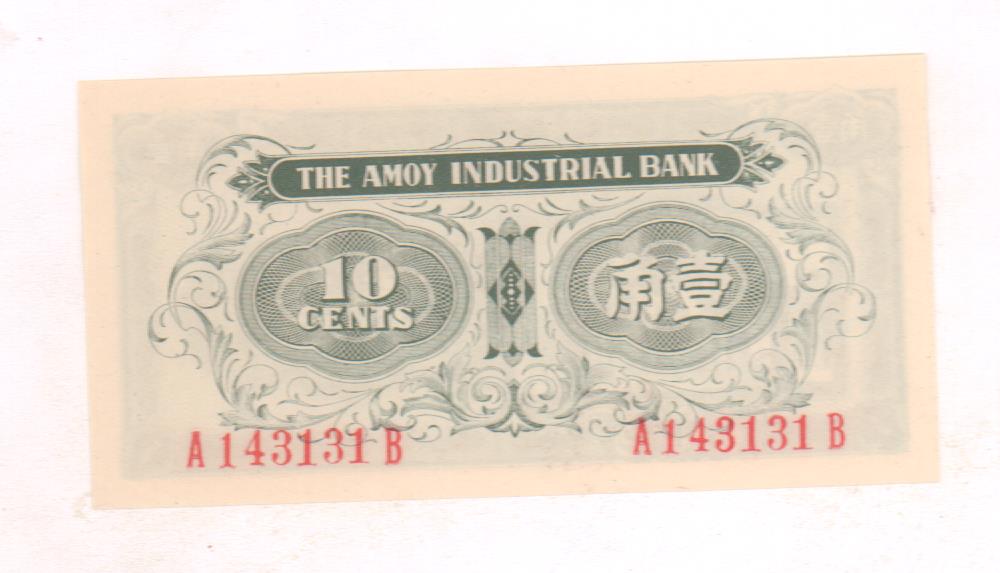 THE AMOY INDUSTRIAL BANK
10
CENTS
角壹
A143131B A143131B